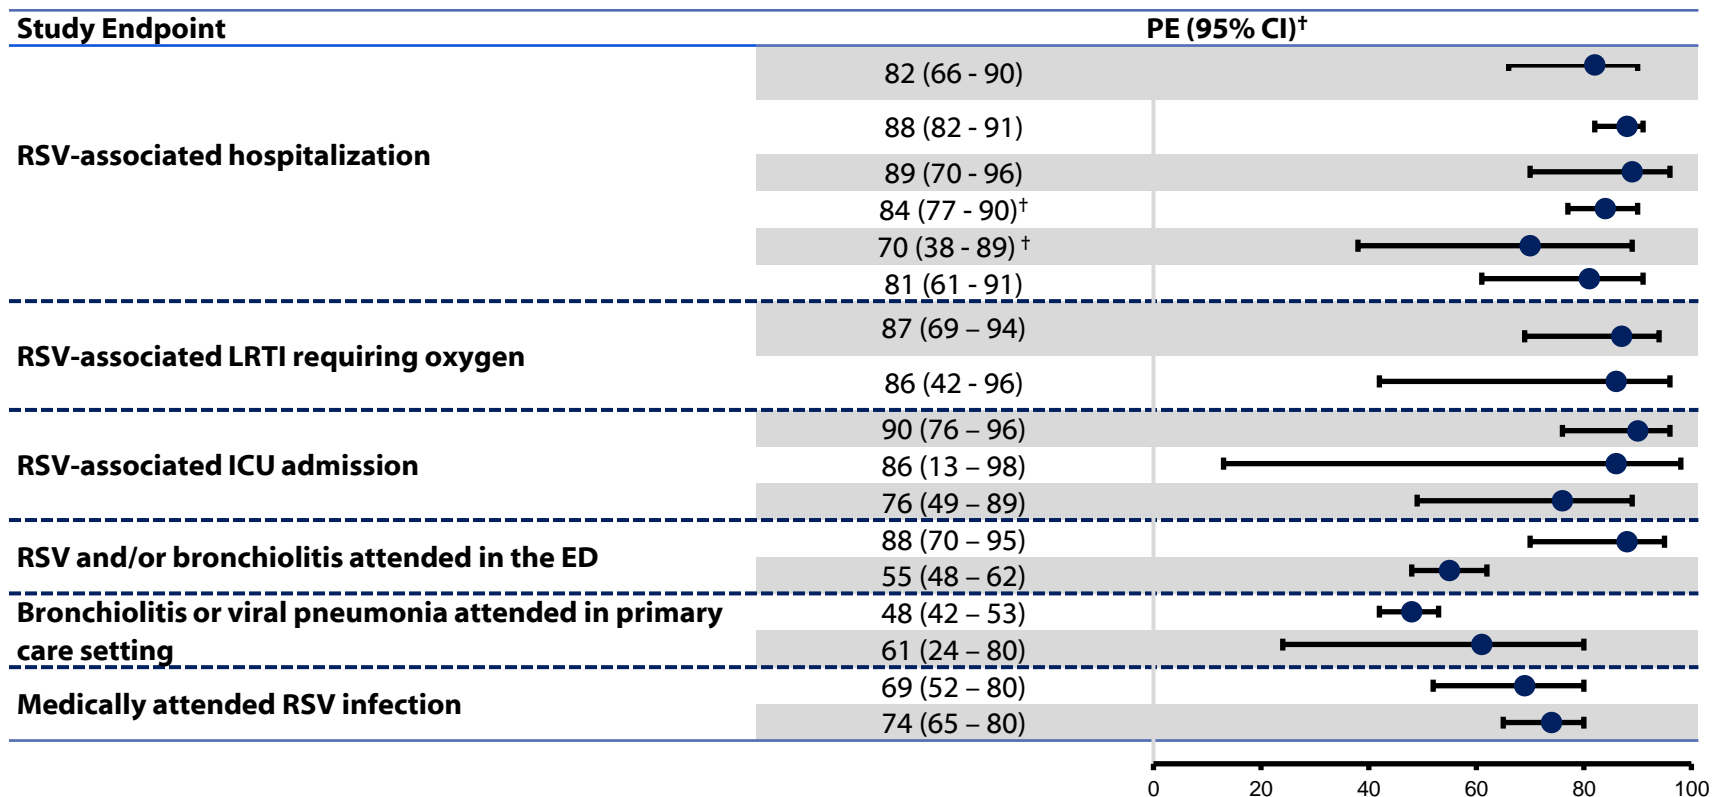 Study Endpoint PE (95% CI)†
RSV-associated hospitalization
82 (66 - 90)
88 (82 - 91)
89 (70 - 96)
84 (77 - 90)†
70 (38 - 89) †
81 (61 - 91)
RSV-associated LRTI requiring oxygen
87 (69 – 94)
86 (42 - 96)
RSV-associated ICU admission
90 (76 – 96)
86 (13 – 98)
76 (49 – 89)
RSV and/or bronchiolitis attended in the ED
88 (70 – 95)
55 (48 – 62)
Bronchiolitis or viral pneumonia attended in primary
care setting
48 (42 – 53)
61 (24 – 80)
Medically attended RSV infection
69 (52 – 80)
74 (65 – 80)
0 20 40 60 80 100